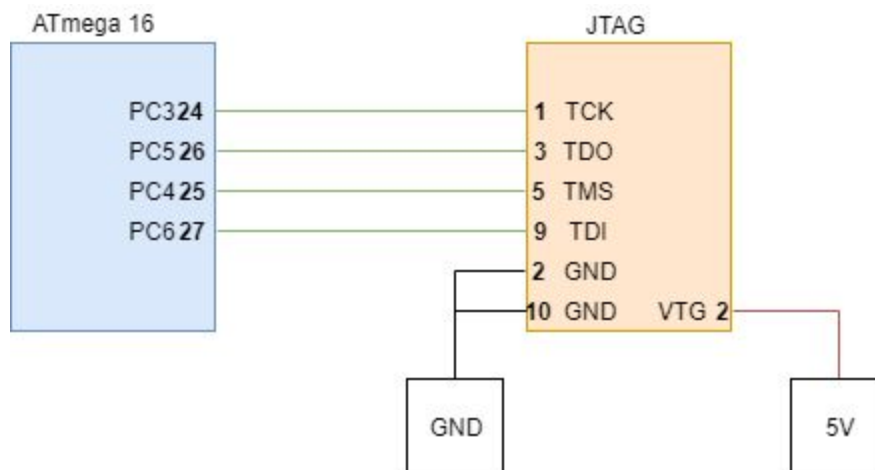 ATmega 16
JTAG
PC3 24
1 TCK
PC5 26
3 TDO
PC4 25
5 TMS
PC6 27
9 TDI
2 GND
10 GND
VTG 2
GND
5V